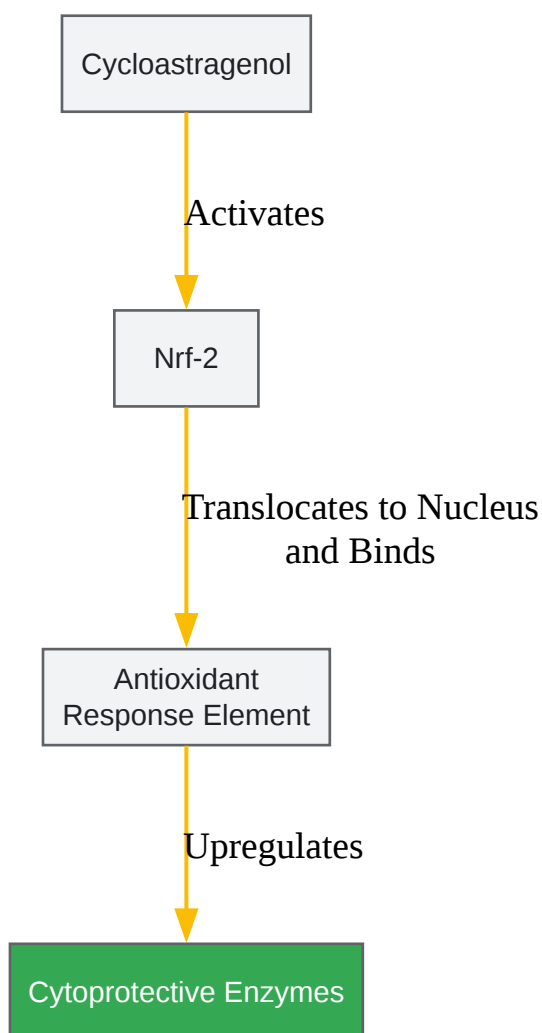 Cycloastragenol
Activates
Nrf-2
Translocates to Nucleus
and Binds
Antioxidant
Response Element
Upregulates
Cytoprotective Enzymes